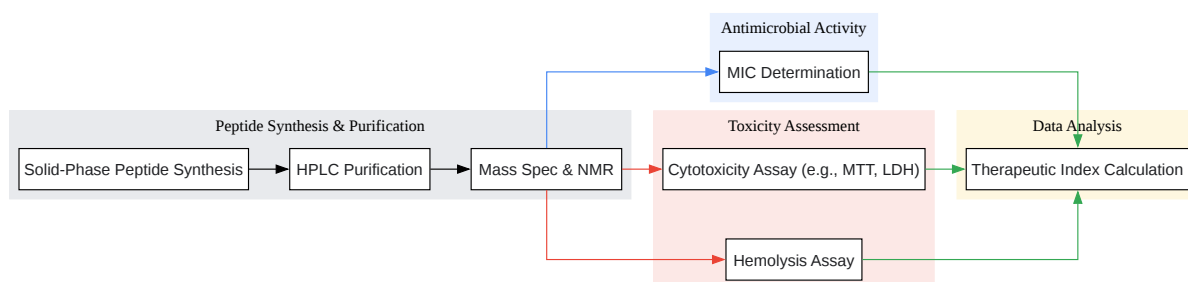 Antimicrobial Activity
MIC Determination
Peptide Synthesis & Purification
Toxicity Assessment
Data Analysis
Solid-Phase Peptide Synthesis
HPLC Purification
Mass Spec & NMR
Cytotoxicity Assay (e.g., MTT, LDH)
Therapeutic Index Calculation
Hemolysis Assay